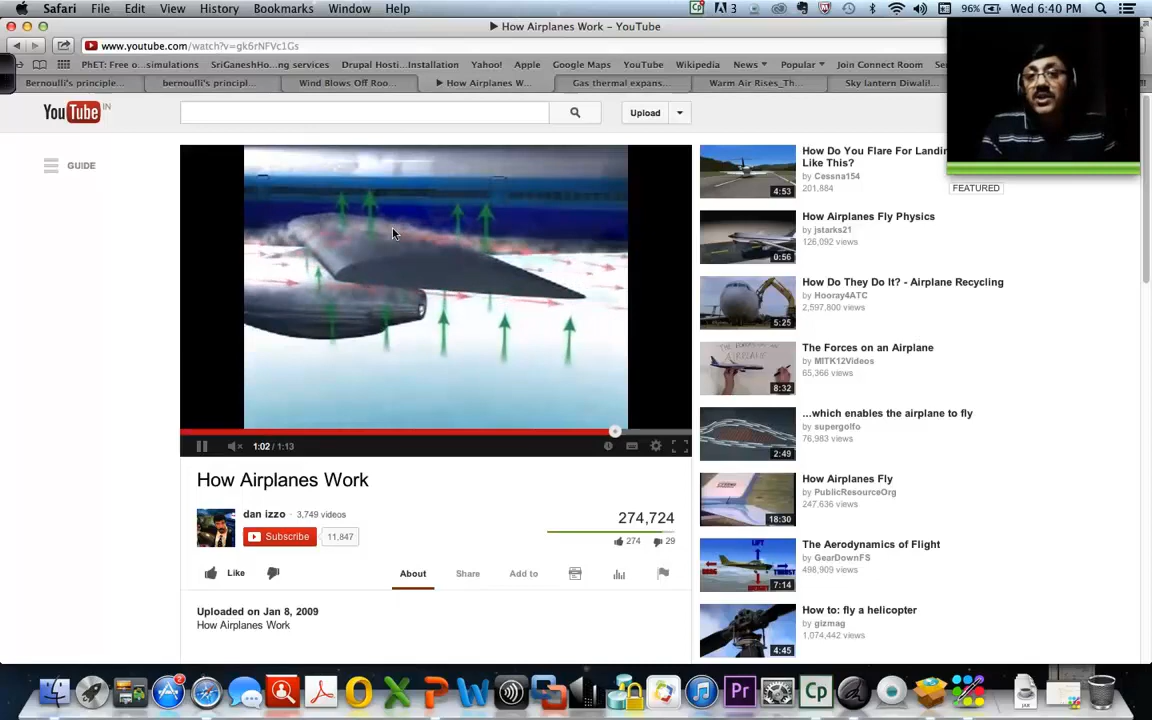 Safari File Edit View History Bookmarks Window Help
3 96% Wed 6:40 PM
▶ How Airplanes Work – YouTube
www.youtube.com/watch?v=gk6rNFVc1Gs
PhET: Free o...simulations SriGaneshHo...ng services Drupal Hosti...Installation Yahoo! Apple Google Maps YouTube Wikipedia News Popular Join Connect Room
Bernoulli's principle... bernoulli's principl... Wind Blows Off Roo... ▶ How Airplanes W... Gas thermal expans... Warm Air Rises_Th... Sky lantern Diwali...
YouTube IN
Upload
GUIDE
1:02 / 1:13
How Airplanes Work
dan izzo · 3,749 videos
Subscribe 11,847
274,724
274 29
Like About Share Add to
Uploaded on Jan 8, 2009
How Airplanes Work
How Do You Flare For Landin
Like This?
by Cessna154
201,884
4:53
FEATURED
How Airplanes Fly Physics
by jstarks21
126,092 views
0:56
How Do They Do It? - Airplane Recycling
by Hooray4ATC
2,597,800 views
5:25
The Forces on an Airplane
by MITK12Videos
65,366 views
8:32
...which enables the airplane to fly
by supergolfo
76,983 views
2:49
How Airplanes Fly
by PublicResourceOrg
247,636 views
18:30
The Aerodynamics of Flight
by GearDownFS
498,909 views
LIFT
7:14
How to: fly a helicopter
by gizmag
1,074,442 views
4:45
Pr Cp